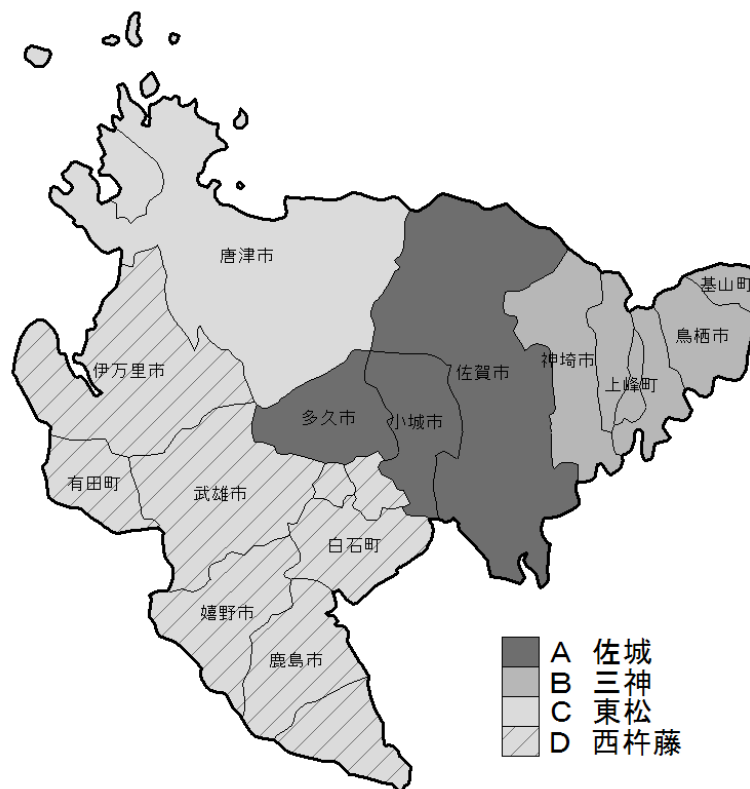 唐津市
基山町
鳥栖市
神埼市
伊万里市
佐賀市
上峰町
多久市
小城市
有田町
武雄市
白石町
嬉野市
鹿島市
A 佐城
B 三神
C 東松
D 西杵藤